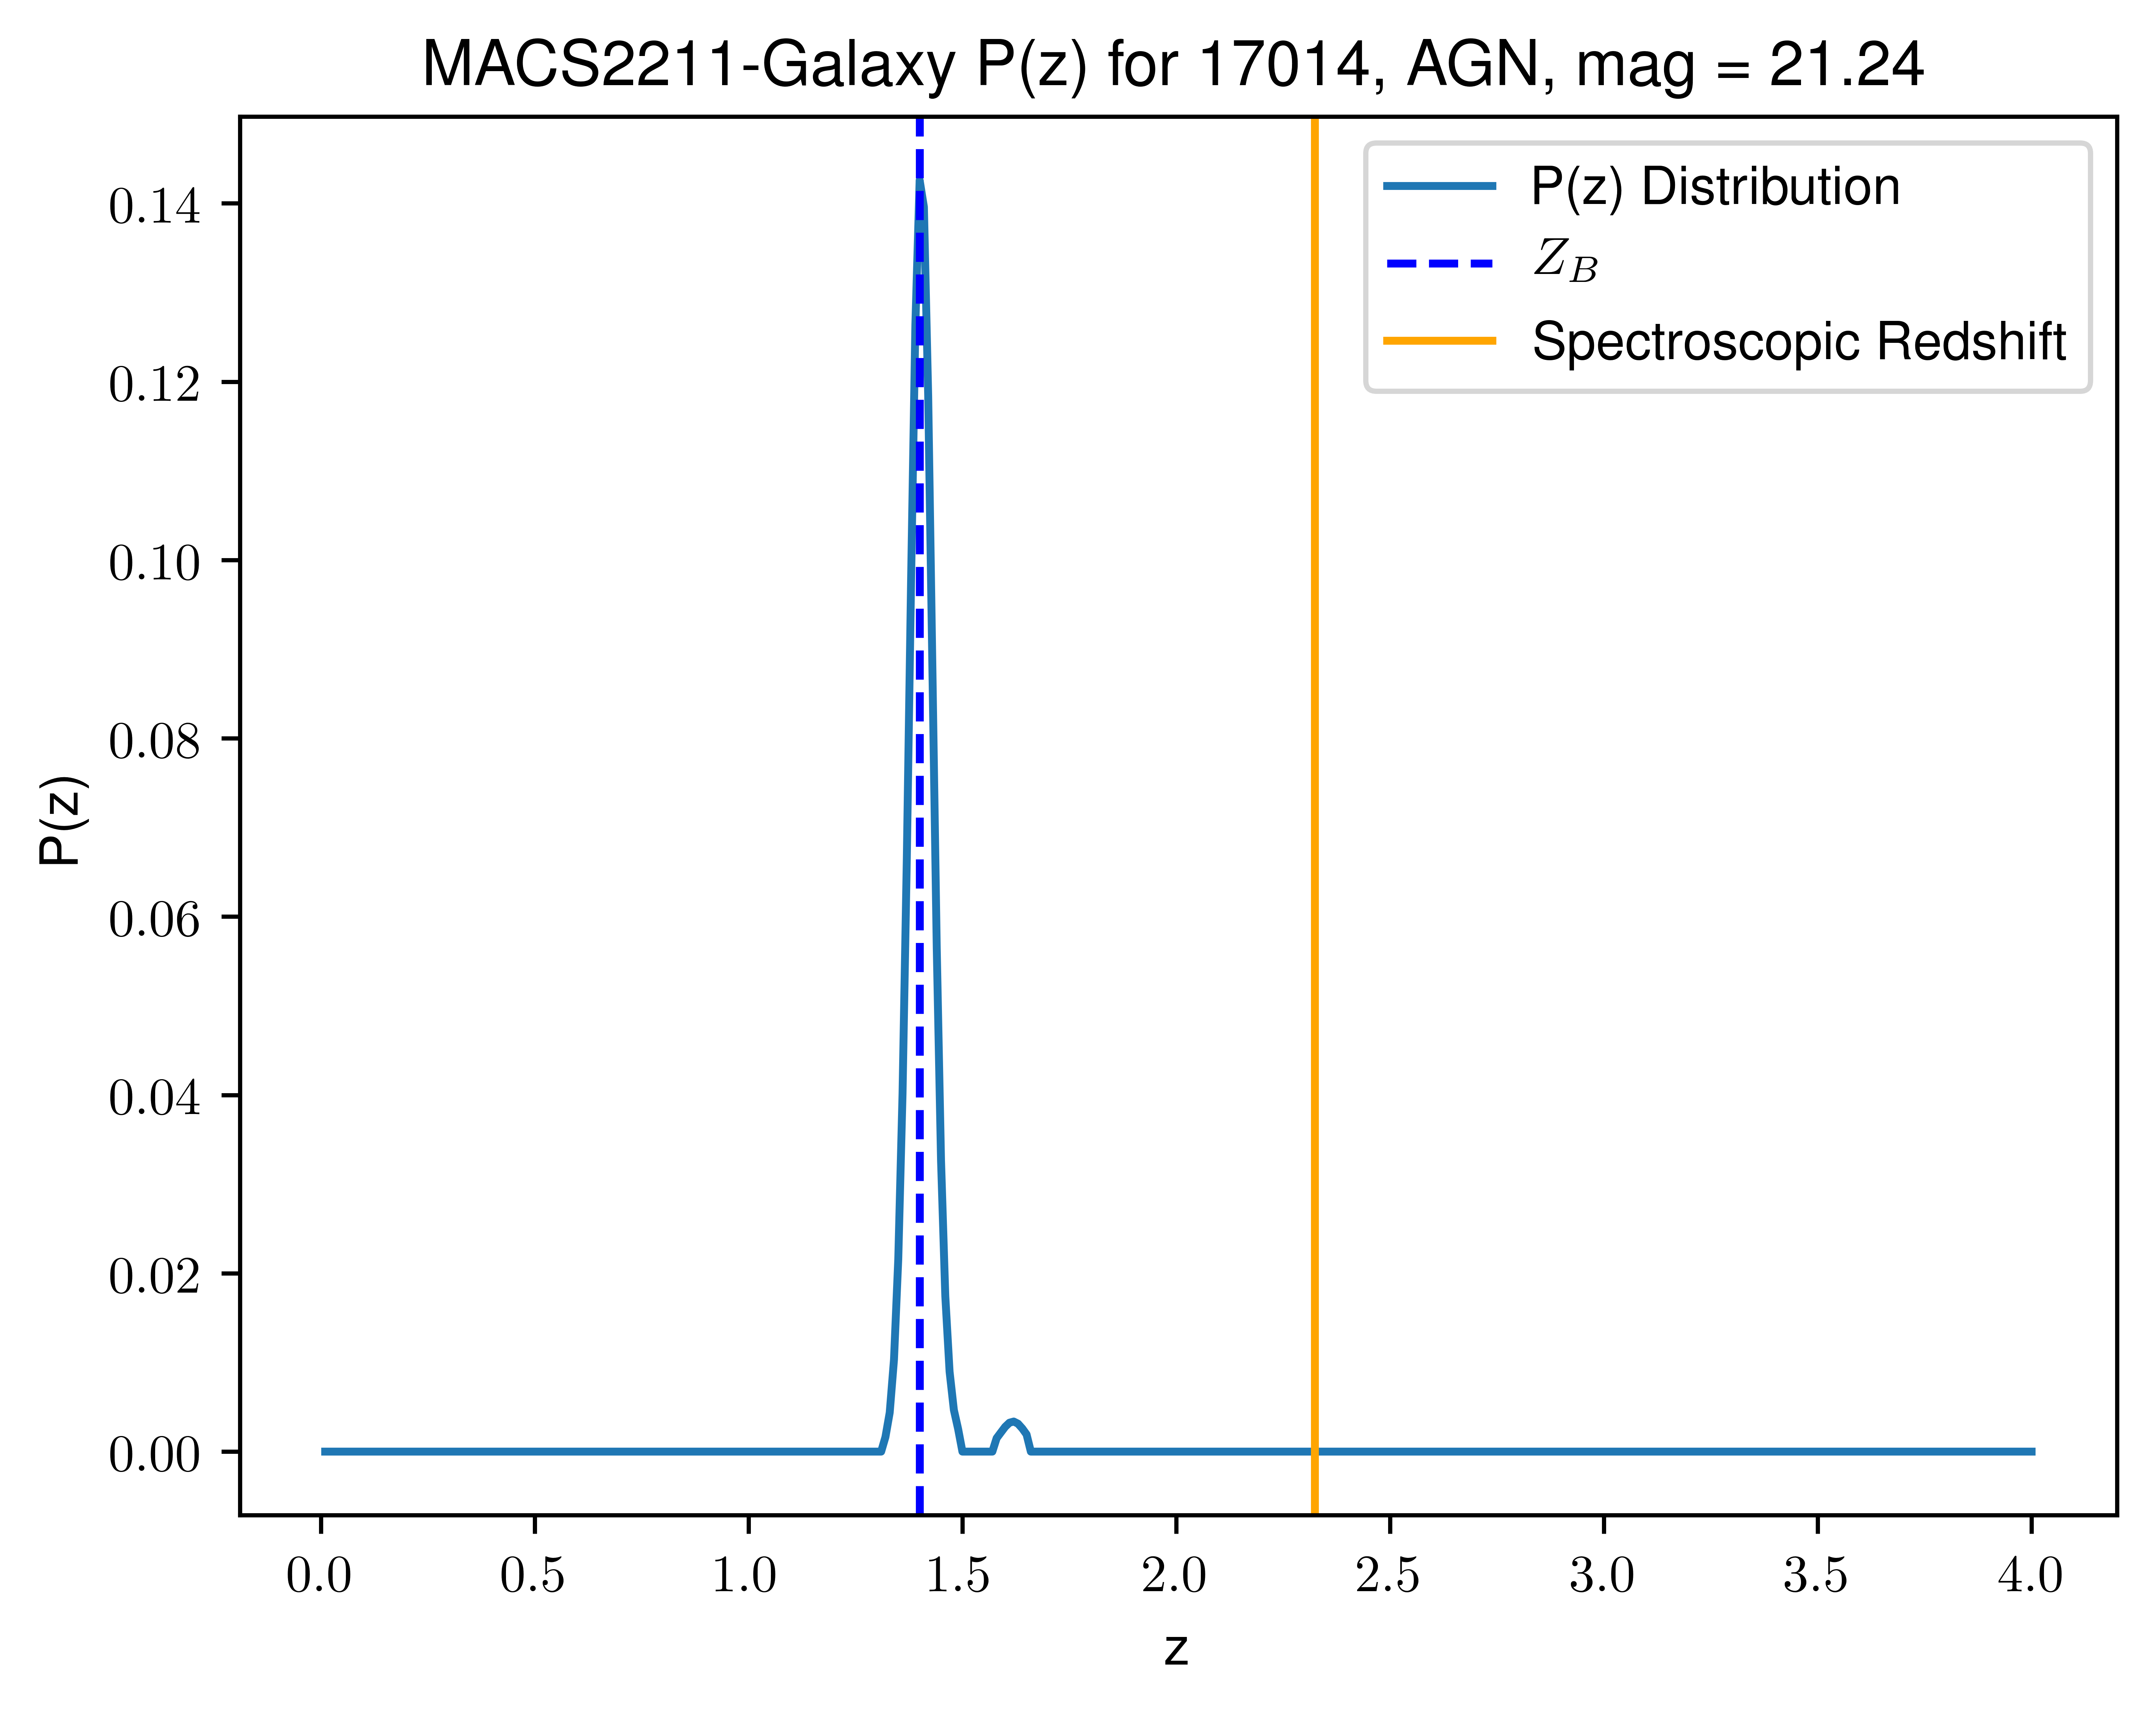 MACS2211-Galaxy P(z) for 17014, AGN, mag = 21.24
P(z) Distribution
Z_B
Spectroscopic Redshift
0.14
0.12
0.10
0.08
0.06
0.04
0.02
0.00
P(z)
0.0 0.5 1.0 1.5 2.0 2.5 3.0 3.5 4.0
z